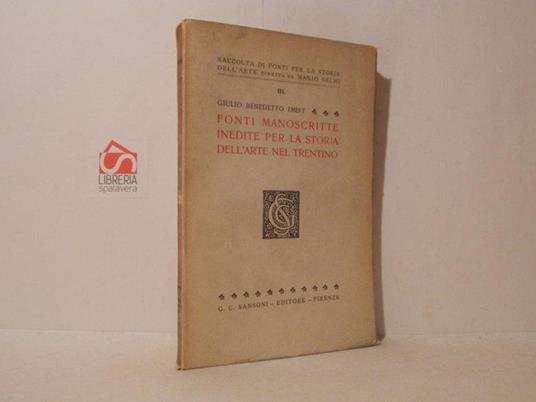 RACCOLTA DI FONTI PER LA STORIA
DELL'ARTE DIRETTA DA MARIO SALMI
III.
GIULIO BENEDETTO EMERT
FONTI MANOSCRITTE
INEDITE PER LA STORIA
DELL'ARTE NEL TRENTINO
G. C. SANSONI – EDITORE – FIRENZE
LIBRERIA
spalavera